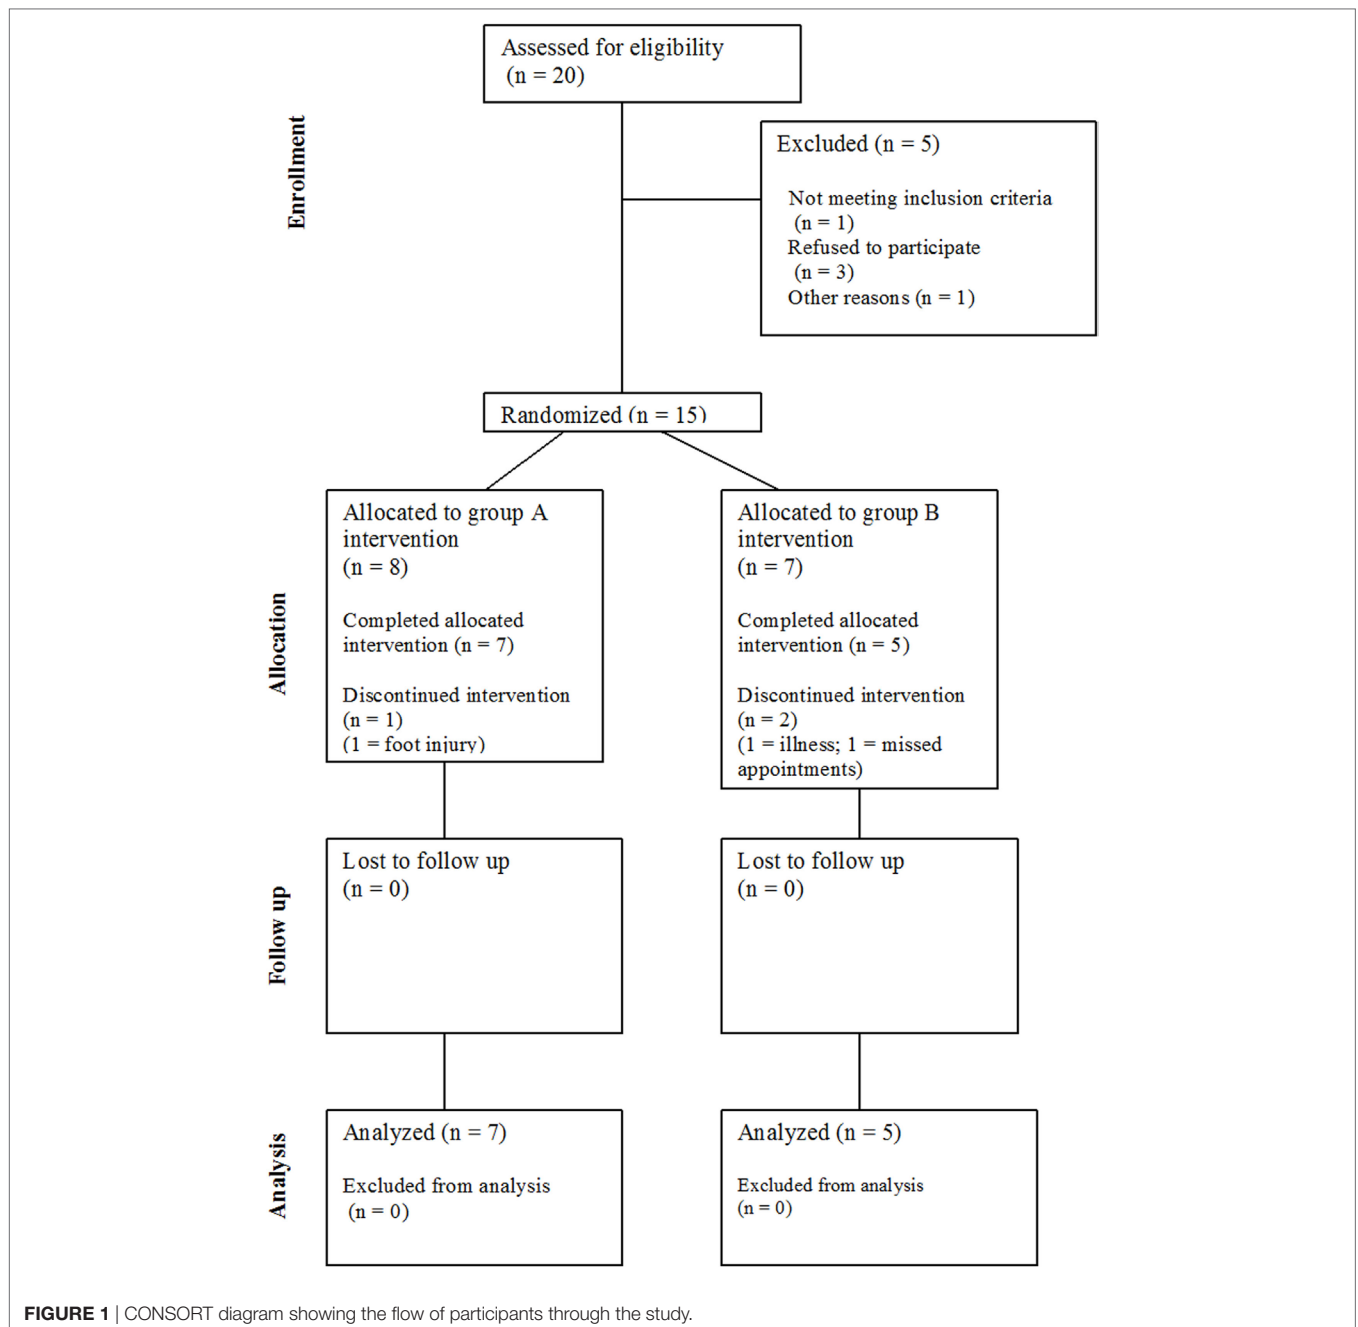 Assessed for eligibility
(n = 20)
Enrollment
Excluded (n = 5)
Not meeting inclusion criteria
(n = 1)
Refused to participate
(n = 3)
Other reasons (n = 1)
Randomized (n = 15)
Allocation
Allocated to group A
intervention
(n = 8)
Completed allocated
intervention (n = 7)
Discontinued intervention
(n = 1)
(1 = foot injury)
Allocated to group B
intervention
(n = 7)
Completed allocated
intervention (n = 5)
Discontinued intervention
(n = 2)
(1 = illness; 1 = missed
appointments)
Follow up
Lost to follow up
(n = 0)
Lost to follow up
(n = 0)
Analysis
Analyzed (n = 7)
Excluded from analysis
(n = 0)
Analyzed (n = 5)
Excluded from analysis
(n = 0)
FIGURE 1 | CONSORT diagram showing the flow of participants through the study.